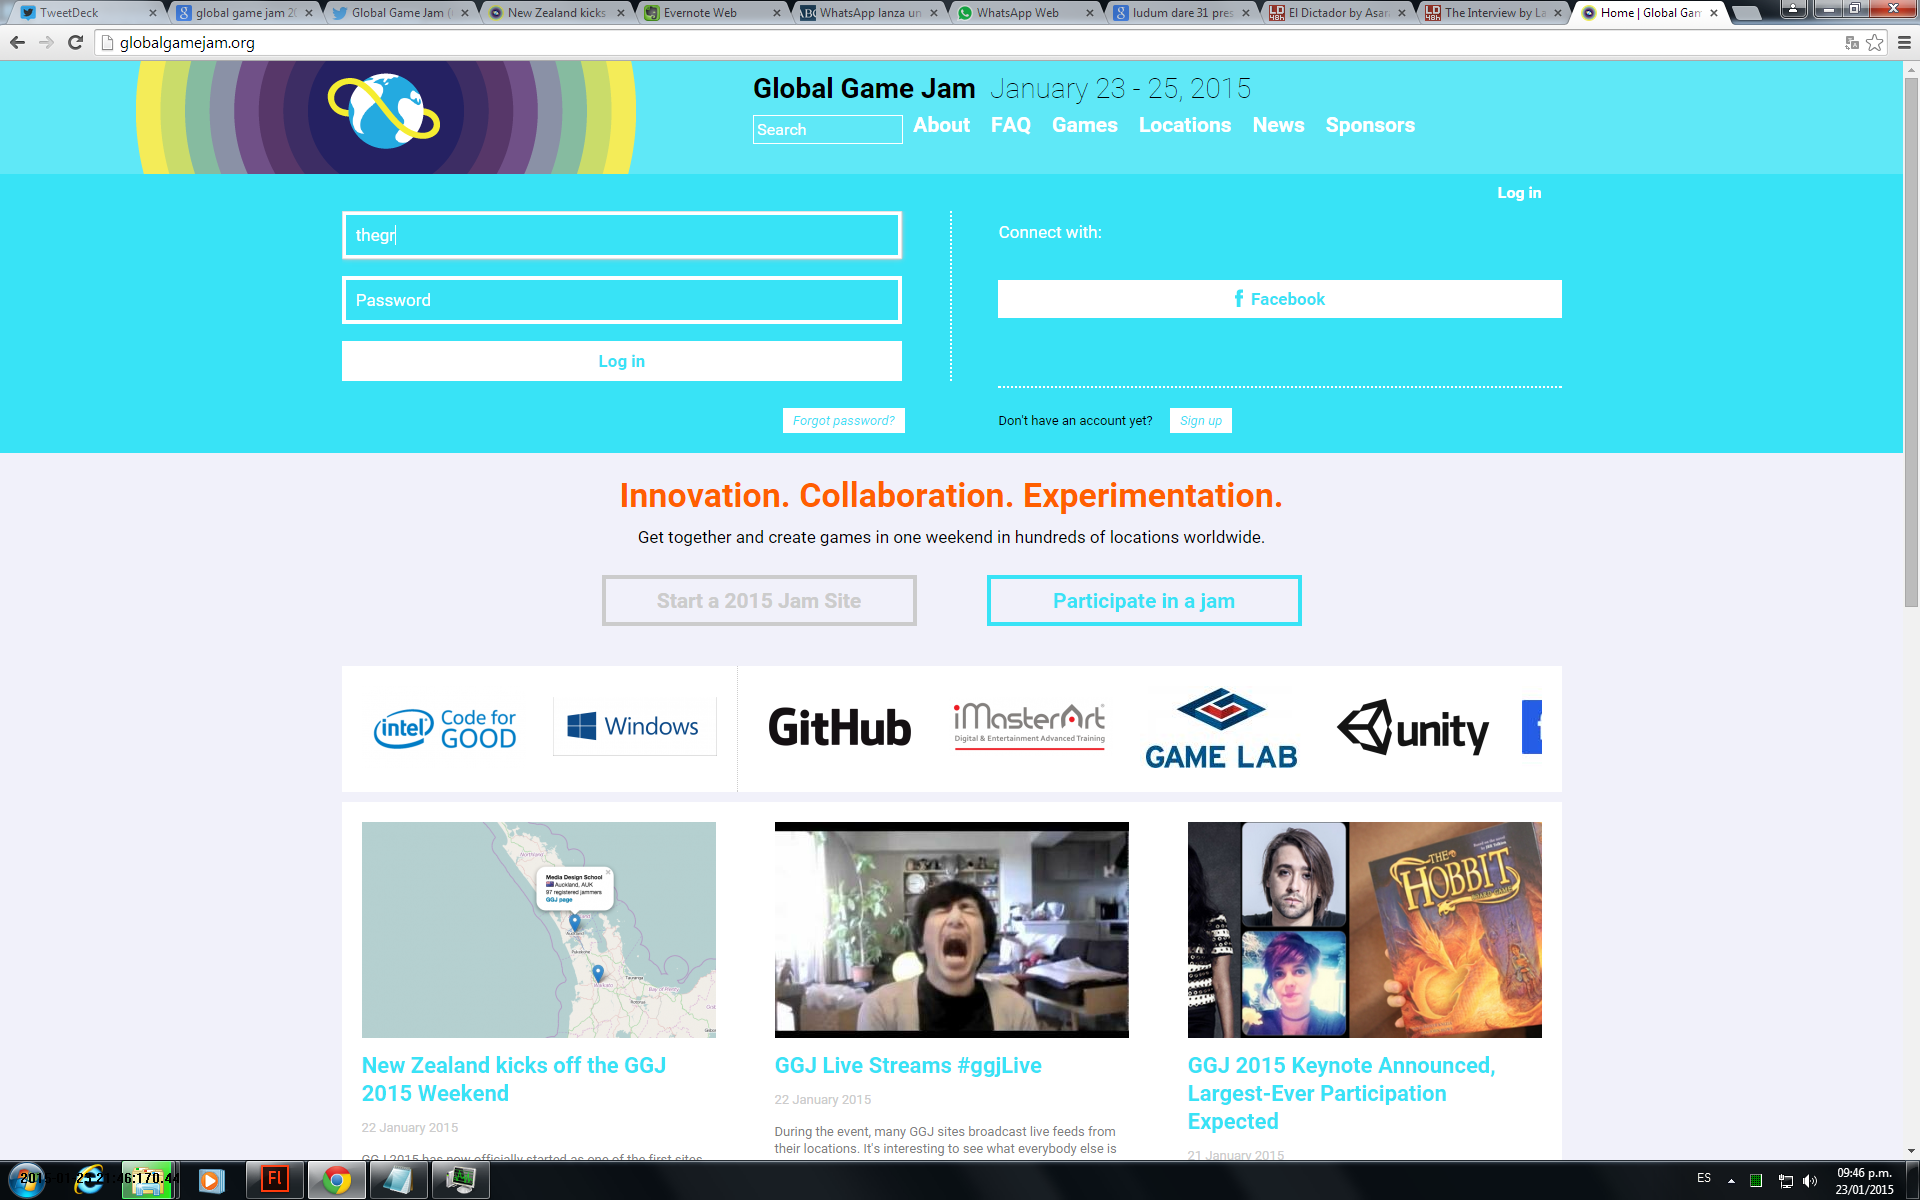 TweetDeck
global game jam 20
Global Game Jam (
New Zealand kicks
Evernote Web
WhatsApp lanza un
WhatsApp Web
ludum dare 31 pres
El Dictador by Asar
The Interview by La
Home | Global Gam
globalgamejam.org
Global Game Jam January 23 - 25, 2015
Search
About FAQ Games Locations News Sponsors
Log in
thegr
Password
Log in
Forgot password?
Connect with:
Facebook
Don't have an account yet? Sign up
Innovation. Collaboration. Experimentation.
Get together and create games in one weekend in hundreds of locations worldwide.
Start a 2015 Jam Site
Participate in a jam
intel Code for GOOD
Windows
GitHub
iMasterArt
Digital & Entertainment Advanced Training
GAME LAB
unity
Media Design School
Auckland, AUK
97 registered jammers
GGJ page
THE HOBBIT
New Zealand kicks off the GGJ
2015 Weekend
22 January 2015
GGJ 2015 has now officially started as one of the first sites
GGJ Live Streams #ggjLive
22 January 2015
During the event, many GGJ sites broadcast live feeds from
their locations. It's interesting to see what everybody else is
GGJ 2015 Keynote Announced,
Largest-Ever Participation
Expected
21 January 2015
Fl
ES
09:46 p.m.
23/01/2015